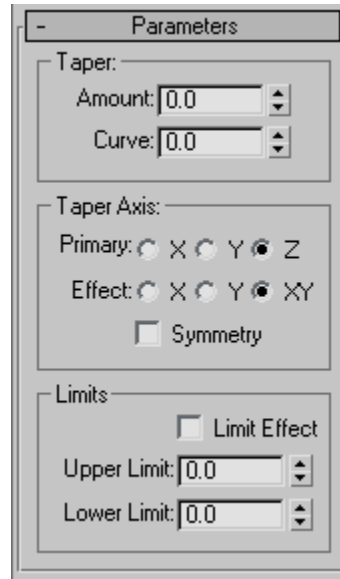 - Parameters
Taper:
Amount: 0.0
Curve: 0.0
Taper Axis:
Primary: X Y Z
Effect: X Y XY
Symmetry
Limits
Limit Effect
Upper Limit: 0.0
Lower Limit: 0.0